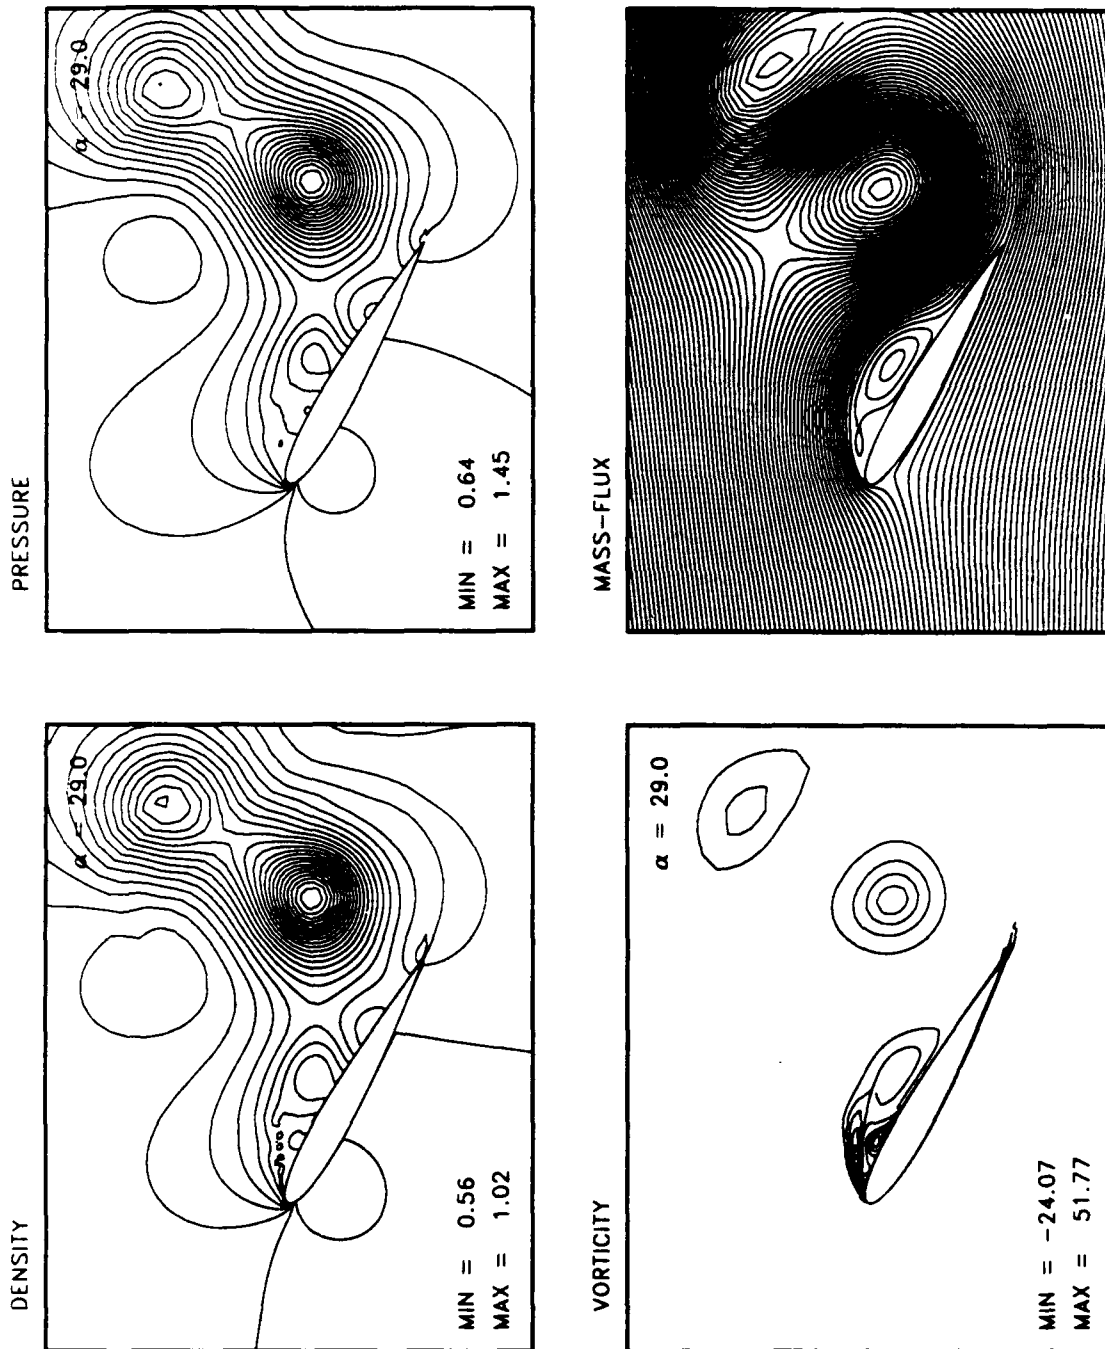 DENSITY
α = 29.0
MIN = 0.56
MAX = 1.02
PRESSURE
α = 29.0
MIN = 0.64
MAX = 1.45
VORTICITY
α = 29.0
MIN = -24.07
MAX = 51.77
MASS-FLUX